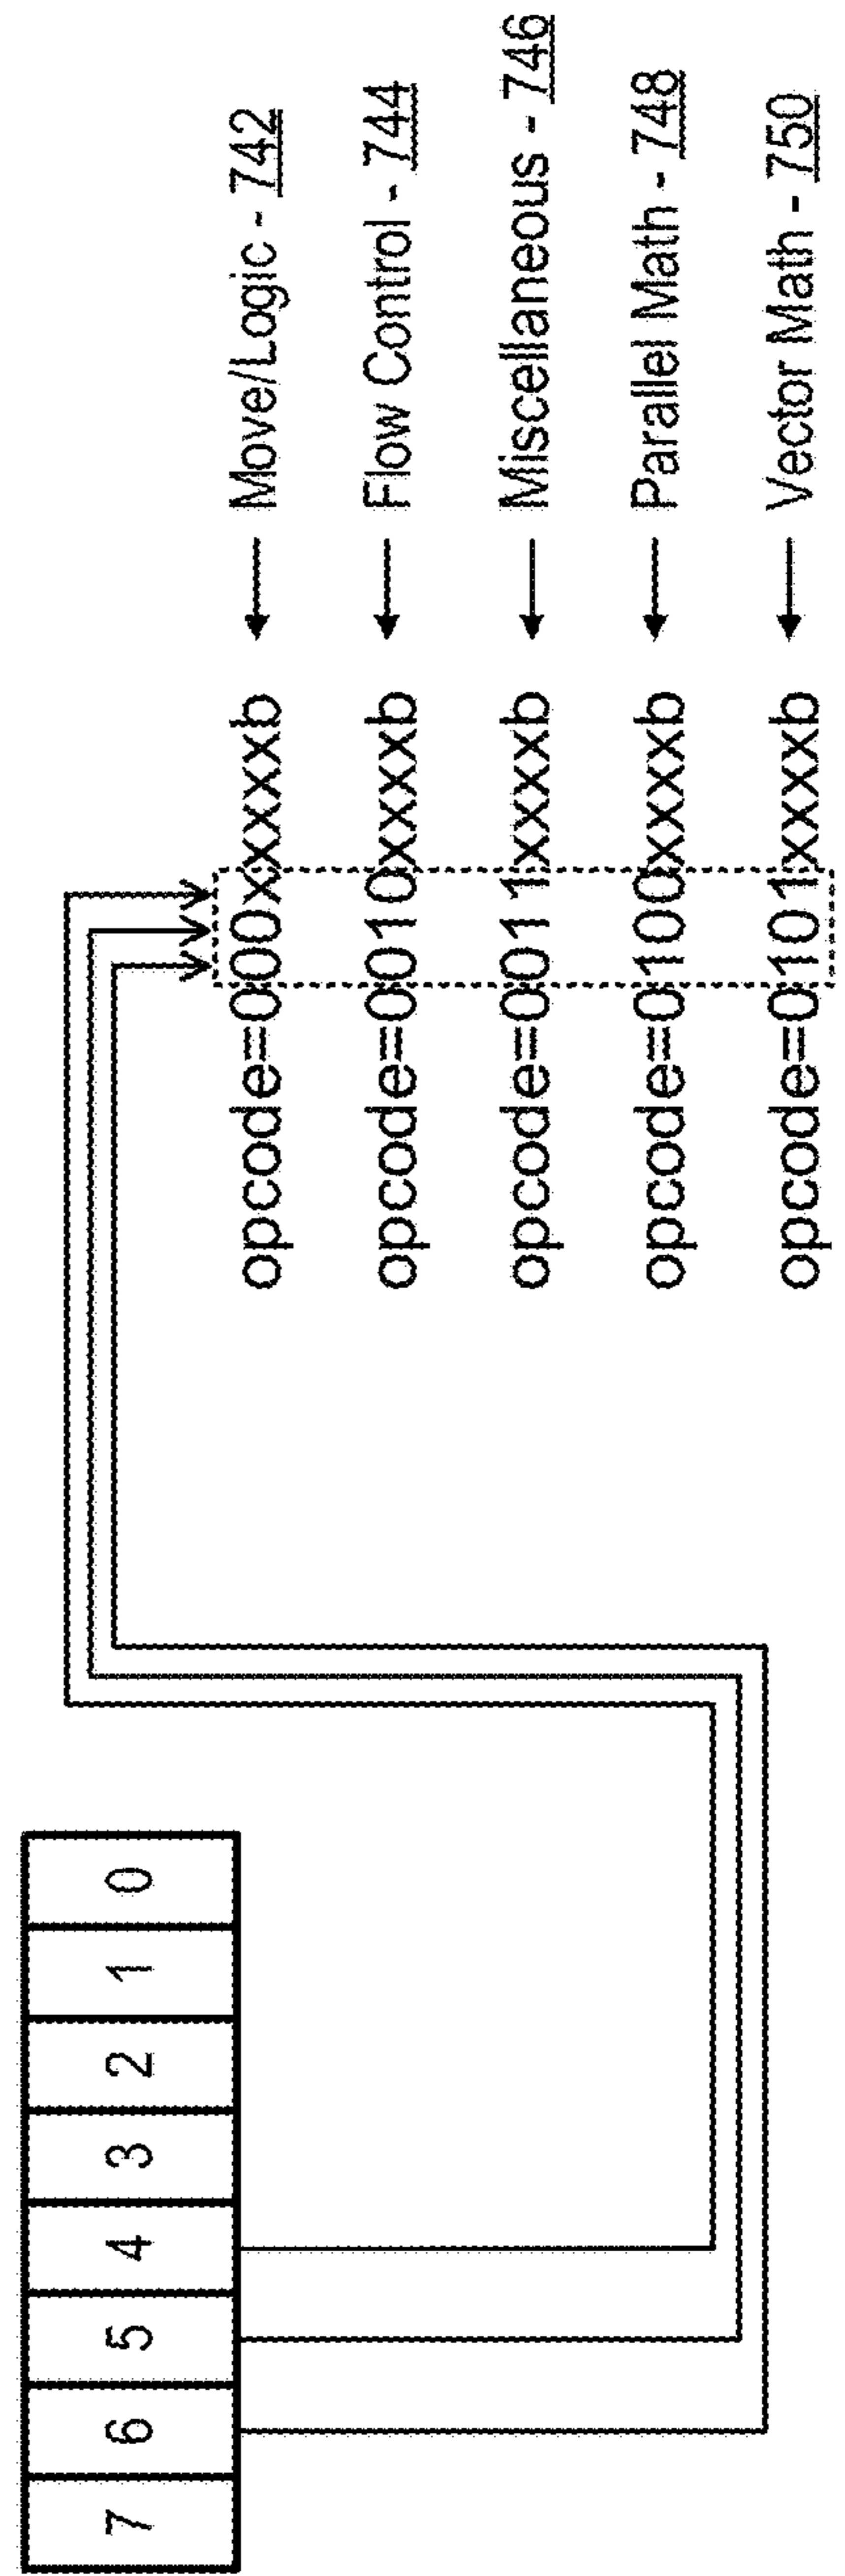 7 6 5 4 3 2 1 0
opcode=000xxxxxb Move/Logic - 742
opcode=0010xxxxb Flow Control - 744
opcode=0011xxxxb Miscellaneous - 746
opcode=0100xxxxb Parallel Math - 748
opcode=0101xxxxb Vector Math - 750